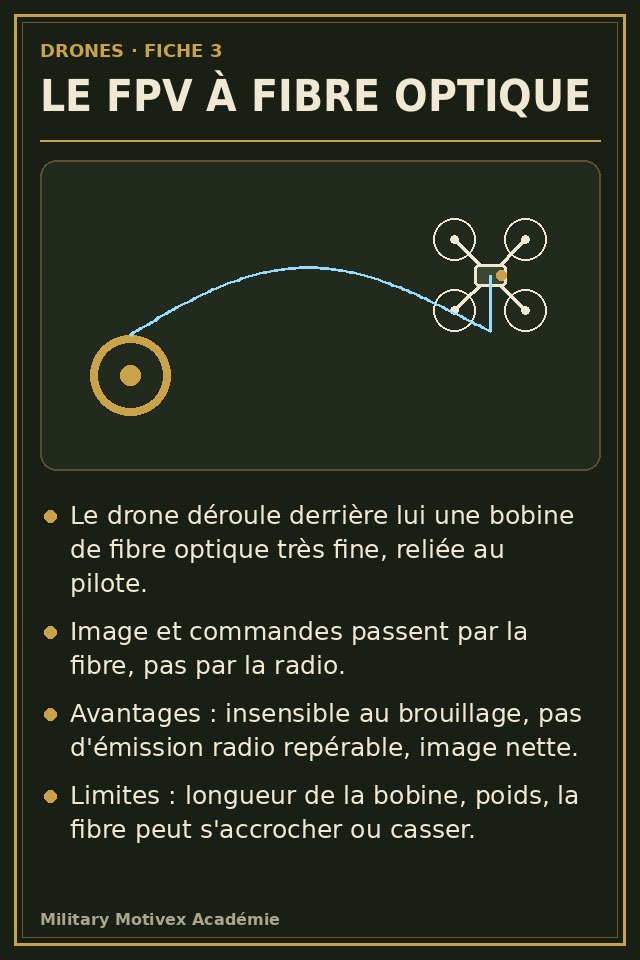 DRONES · FICHE 3
LE FPV À FIBRE OPTIQUE
Le drone déroule derrière lui une bobine
de fibre optique très fine, reliée au
pilote.
Image et commandes passent par la
fibre, pas par la radio.
Avantages : insensible au brouillage, pas
d'émission radio repérable, image nette.
Limites : longueur de la bobine, poids, la
fibre peut s'accrocher ou casser.
Military Motivex Académie